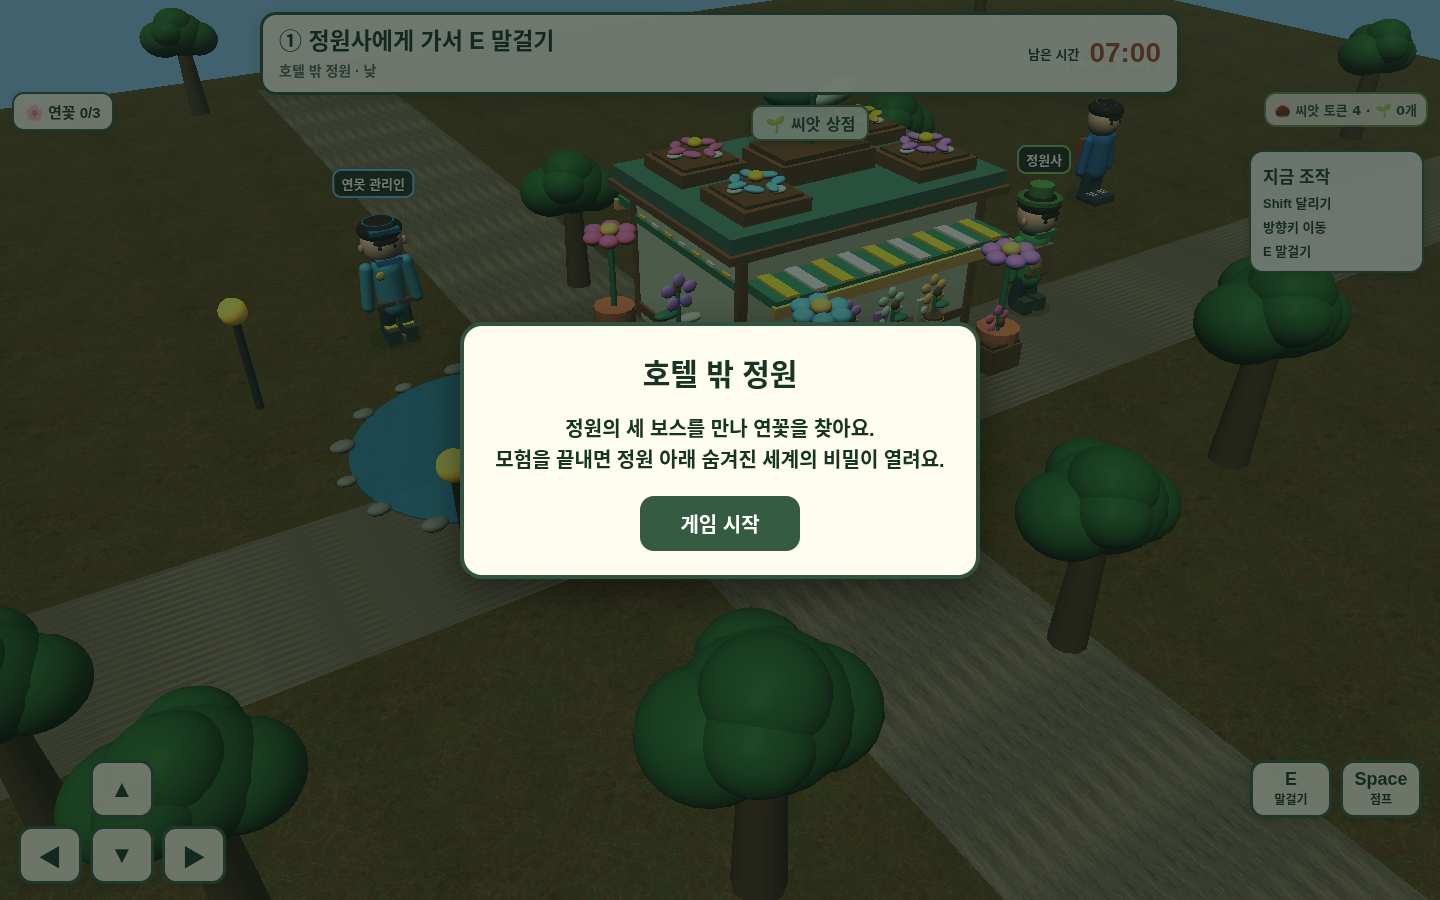 ① 정원사에게 가서 E 말걸기
호텔 밖 정원 · 낮
남은 시간 07:00
🌸 연꽃 0/3
🌱 씨앗 상점
🌰 씨앗 토큰 4 · 🌱 0개
정원사
연못 관리인
지금 조작
Shift 달리기
방향키 이동
E 말걸기
호텔 밖 정원
정원의 세 보스를 만나 연꽃을 찾아요.
모험을 끝내면 정원 아래 숨겨진 세계의 비밀이 열려요.
게임 시작
▲
◀ ▼ ▶
E
말걸기
Space
점프